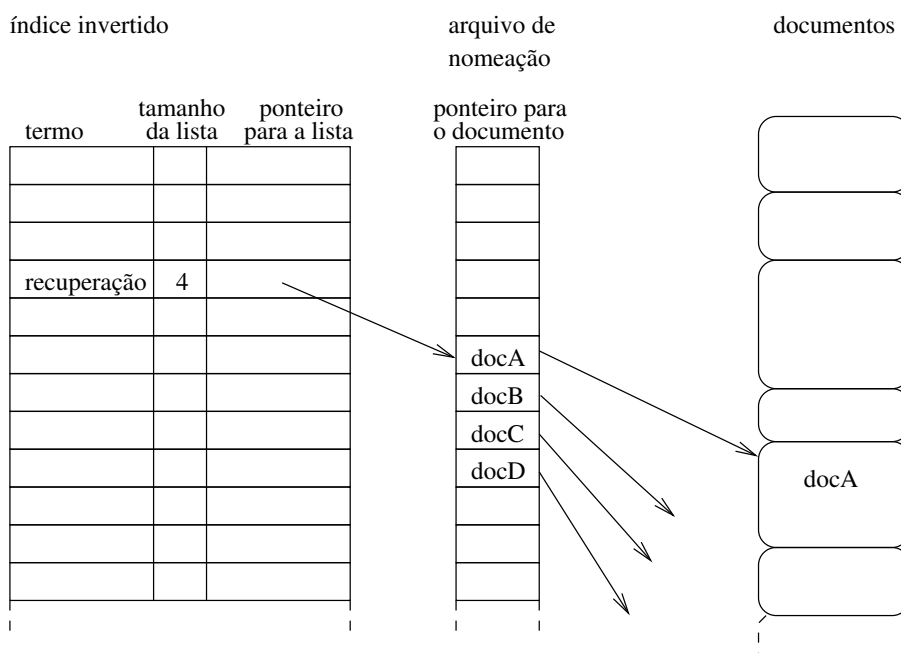 índice invertido
arquivo de
nomeação
documentos
termo
tamanho
da lista
ponteiro
para a lista
ponteiro para
o documento
recuperação
4
docA
docB
docC
docD
docA